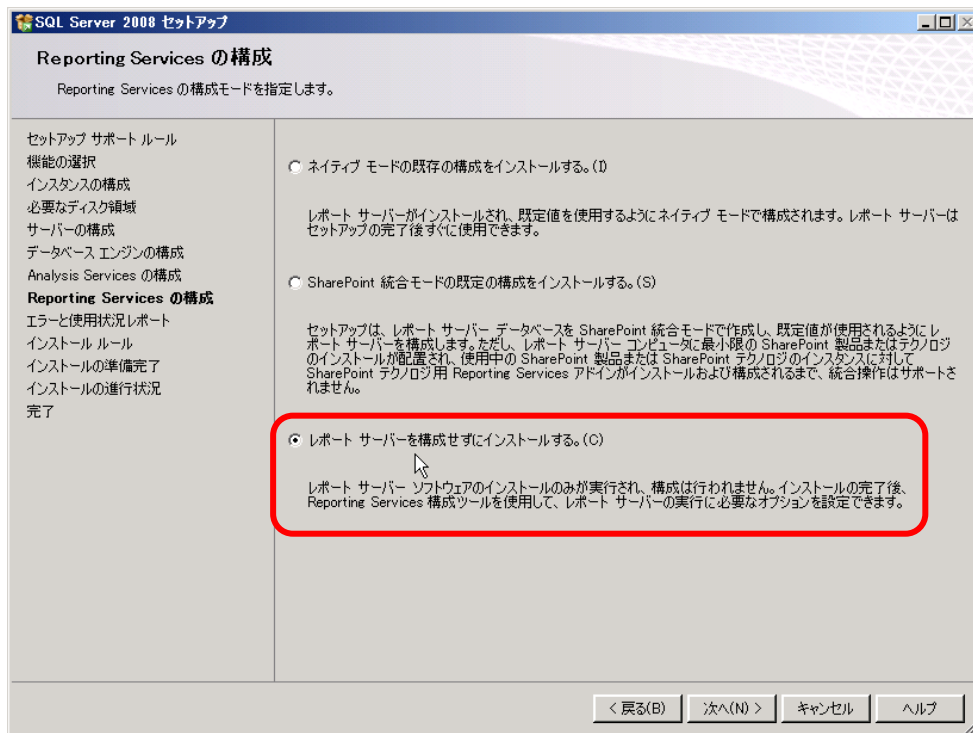 SQL Server 2008 セットアップ
Reporting Services の構成
Reporting Services の構成モードを指定します。
セットアップ サポート ルール
機能の選択
インスタンスの構成
必要なディスク領域
サーバーの構成
データベース エンジンの構成
Analysis Services の構成
Reporting Services の構成
エラーと使用状況レポート
インストール ルール
インストールの準備完了
インストールの進行状況
完了
ネイティブ モードの既存の構成をインストールする。(I)
レポート サーバーがインストールされ、既定値を使用するようにネイティブ モードで構成されます。レポート サーバーは
セットアップの完了後すぐに使用できます。
SharePoint 統合モードの既定の構成をインストールする。(S)
セットアップは、レポート サーバー データベースを SharePoint 統合モードで作成し、既定値が使用されるようにレ
ポート サーバーを構成します。ただし、レポート サーバー コンピュータに最小限の SharePoint 製品またはテクノロジ
のインストールが配置され、使用中の SharePoint 製品または SharePoint テクノロジのインスタンスに対して
SharePoint テクノロジ用 Reporting Services アドインがインストールおよび構成されるまで、統合操作はサポートさ
れません。
レポート サーバーを構成せずにインストールする。(C)
レポート サーバー ソフトウェアのインストールのみが実行され、構成は行われません。インストールの完了後、
Reporting Services 構成ツールを使用して、レポート サーバーの実行に必要なオプションを設定できます。
< 戻る(B)
次へ(N) >
キャンセル
ヘルプ